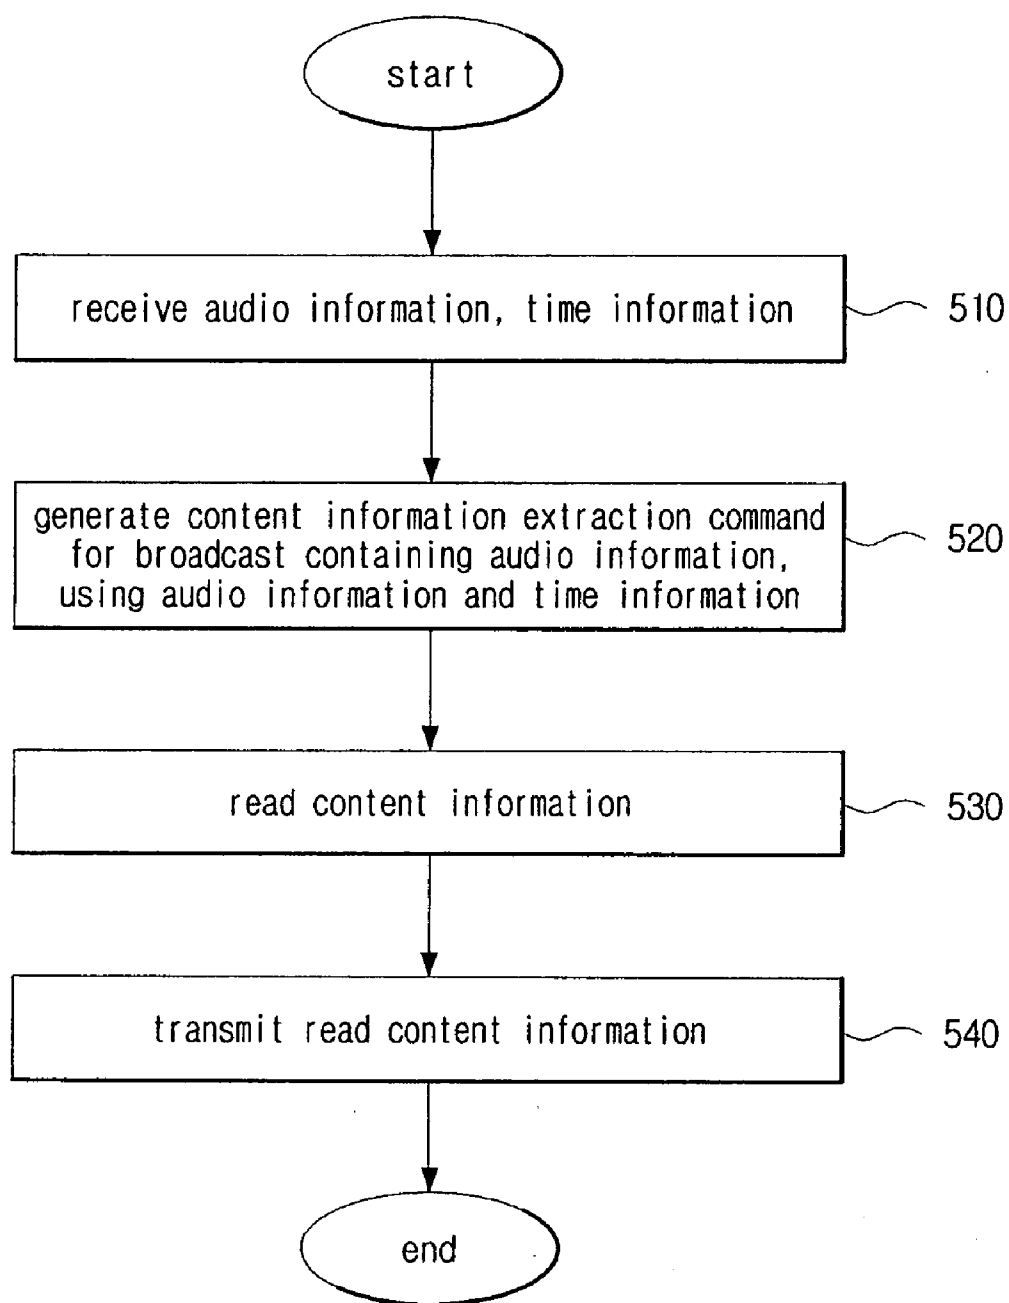 start
receive audio information, time information
510
generate content information extraction command
for broadcast containing audio information,
using audio information and time information
520
read content information
530
transmit read content information
540
end